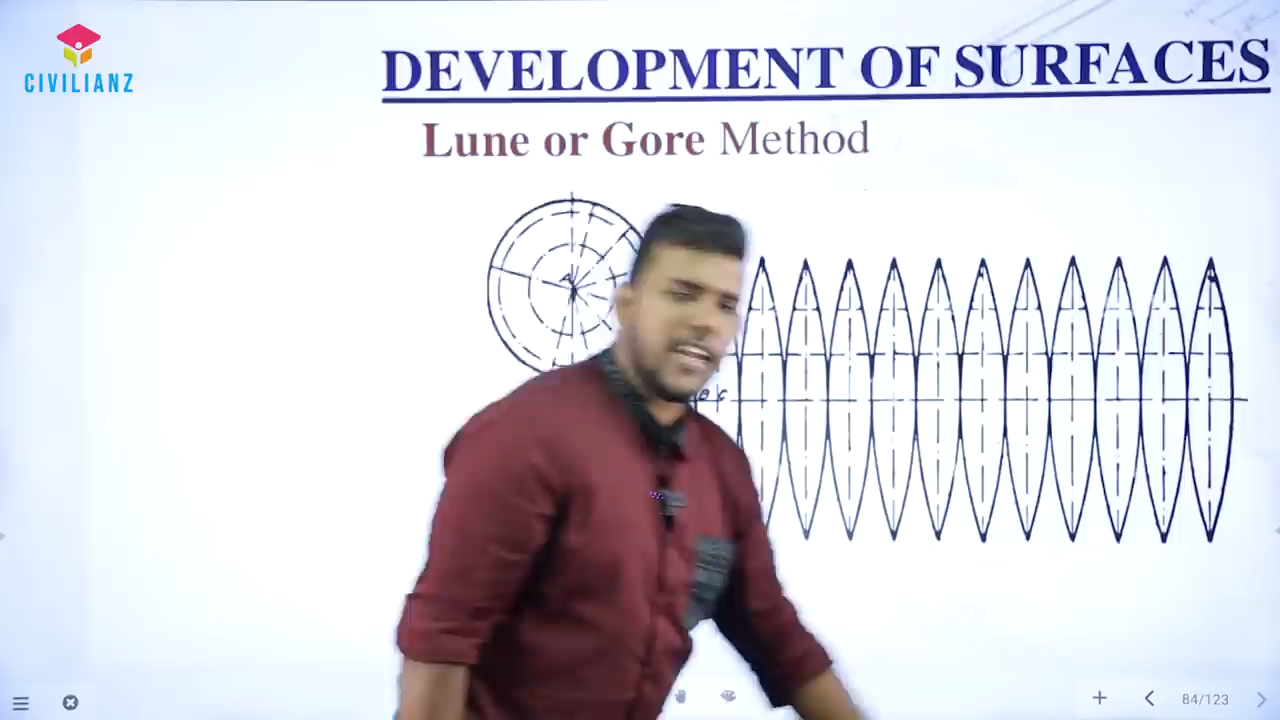 CIVILIANZ
DEVELOPMENT OF SURFACES
Lune or Gore Method
A
B C
84/123